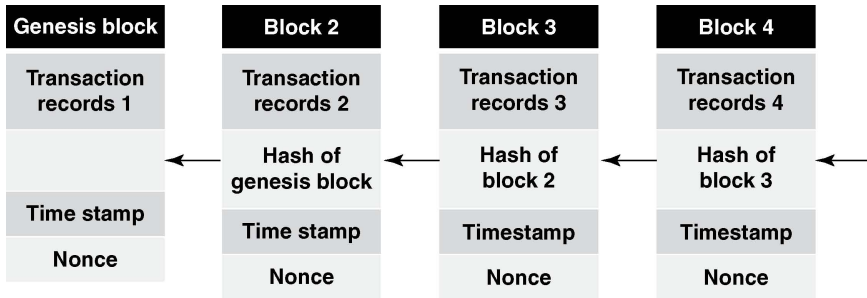 Genesis block
Transaction
records 1
Time stamp
Nonce
Block 2
Transaction
records 2
Hash of
genesis block
Time stamp
Nonce
Block 3
Transaction
records 3
Hash of
block 2
Timestamp
Nonce
Block 4
Transaction
records 4
Hash of
block 3
Timestamp
Nonce